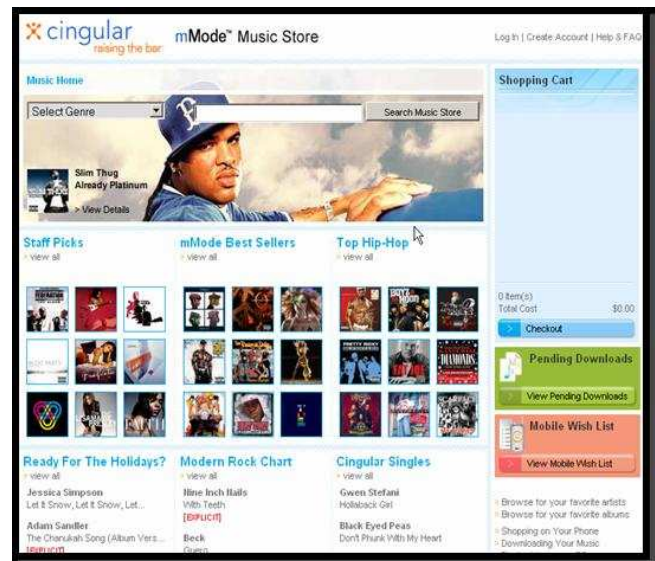 cingular
raising the bar
mMode™ Music Store
Log In | Create Account | Help & FAQ
Music Home
Select Genre
Search Music Store
Slim Thug
Already Platinum
> View Details
Shopping Cart
0 Item(s)
Total Cost $0.00
> Checkout
Pending Downloads
> View Pending Downloads
Mobile Wish List
> View Mobile Wish List
» Browse for your favorite artists
» Browse for your favorite albums
» Shopping on Your Phone
» Downloading Your Music
Staff Picks
» view all
mMode Best Sellers
» view all
Top Hip-Hop
» view all
Ready For The Holidays?
» view all
Jessica Simpson
Let It Snow, Let It Snow, Let...
Adam Sandler
The Chanukah Song (Album Vers...
[EXPLICIT]
Modern Rock Chart
» view all
Nine Inch Nails
With Teeth
[EXPLICIT]
Beck
Guero
Cingular Singles
» view all
Gwen Stefani
Hollaback Girl
Black Eyed Peas
Don't Phunk With My Heart